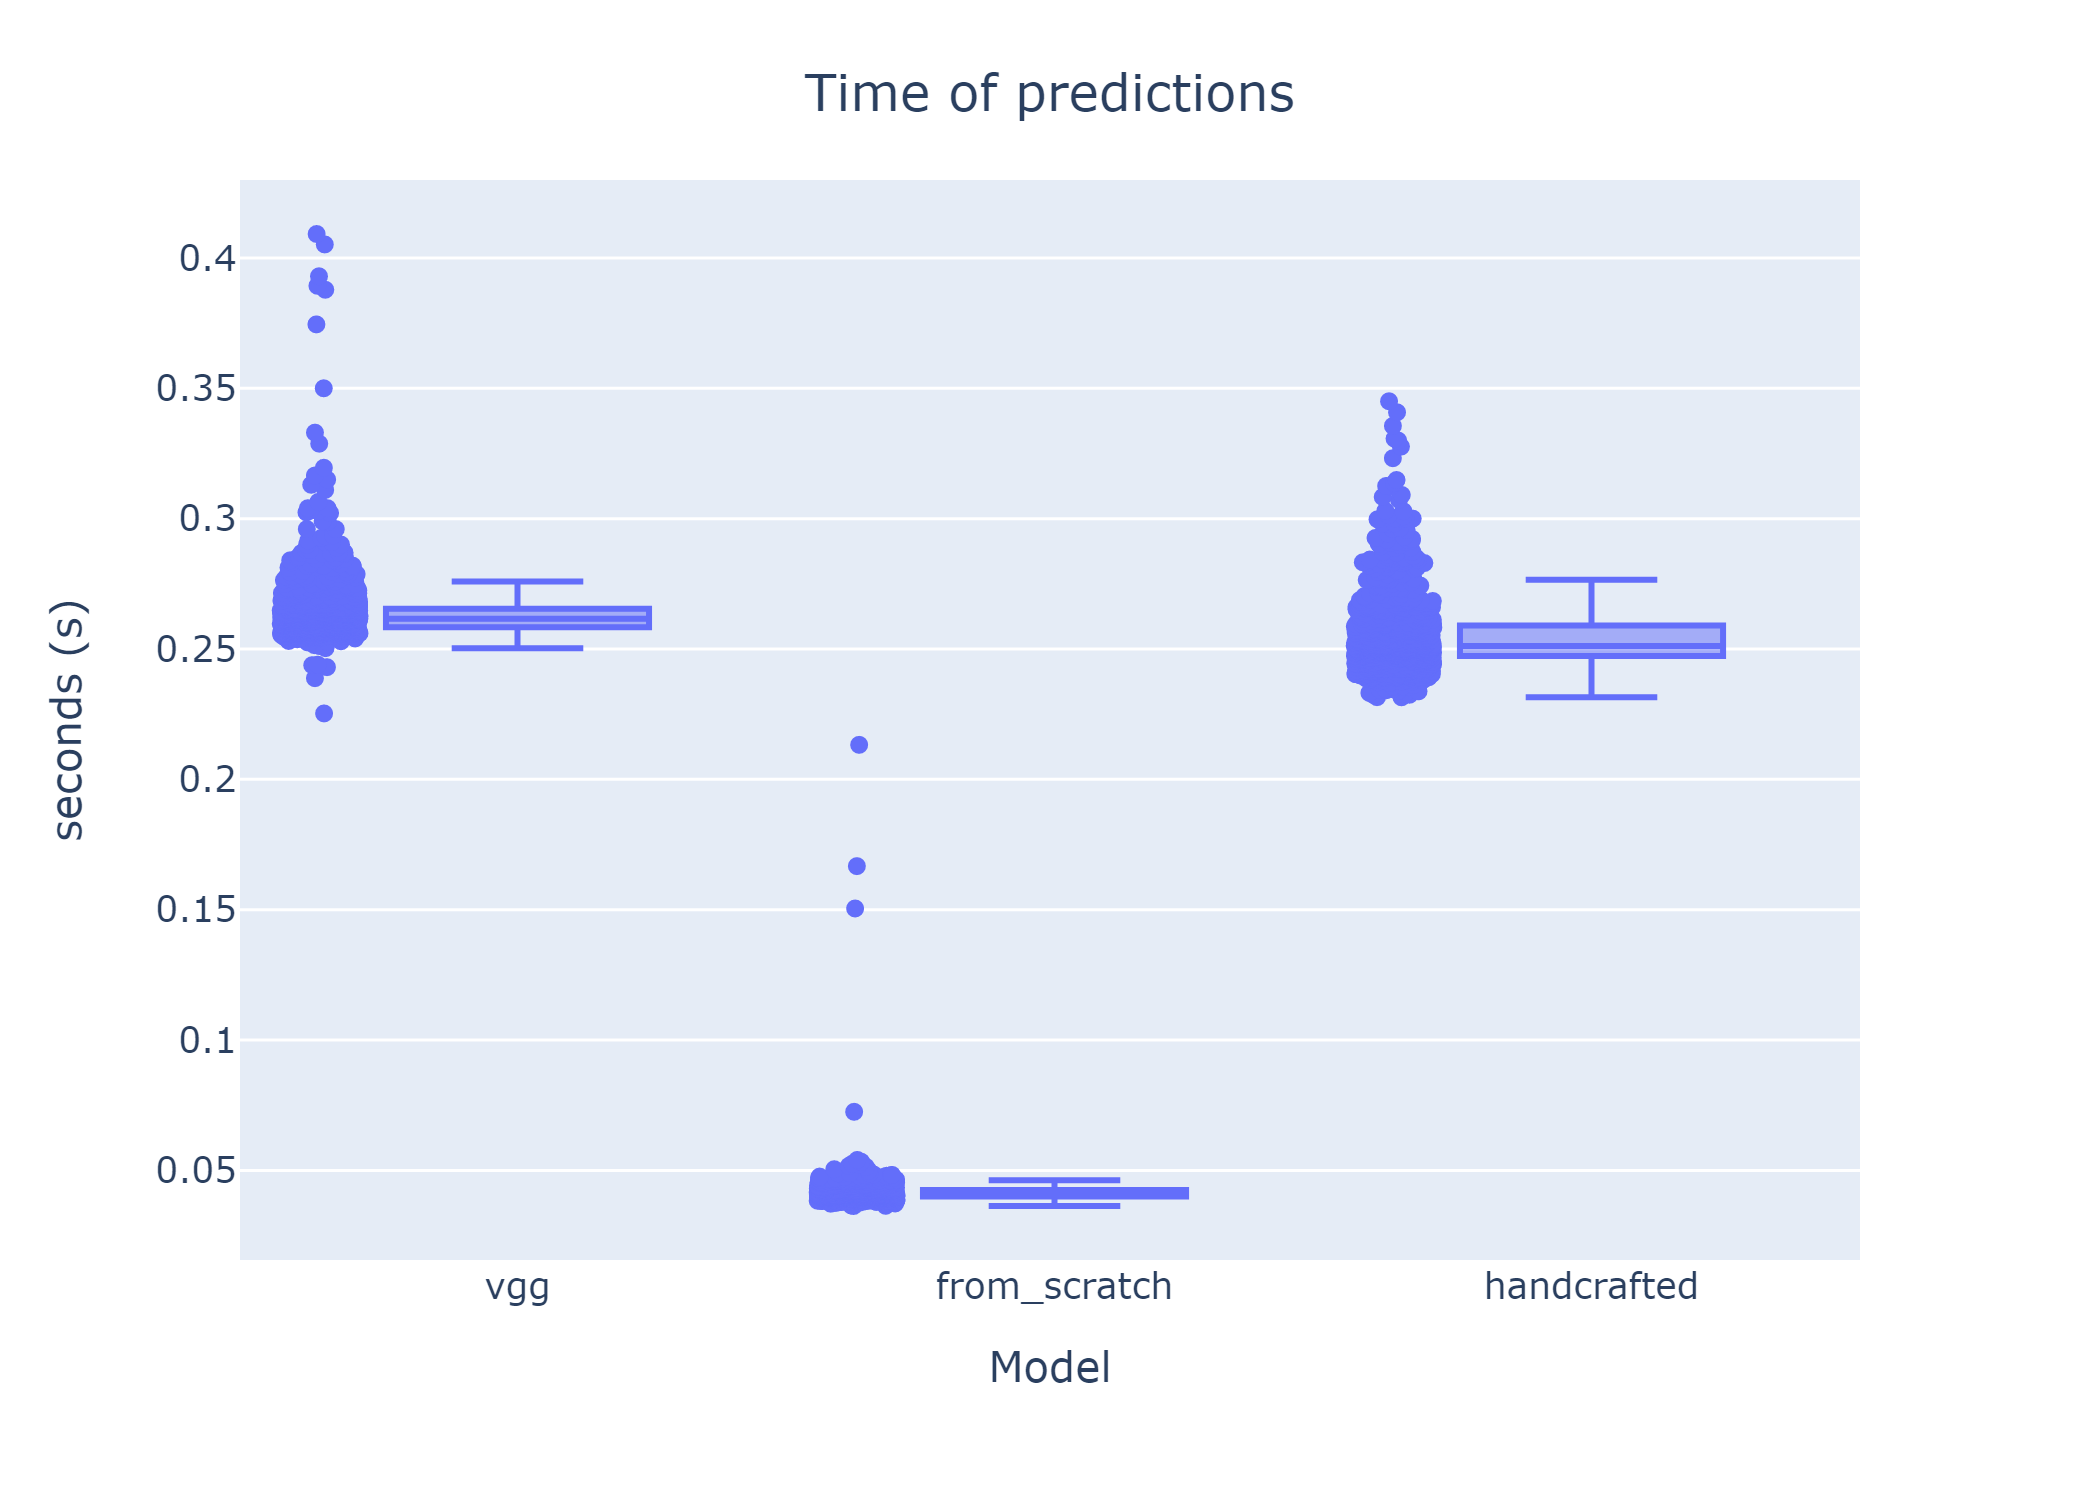 Time of predictions
0.4
0.35
0.3
0.25
0.2
0.15
0.1
0.05
seconds (s)
vgg
from_scratch
handcrafted
Model